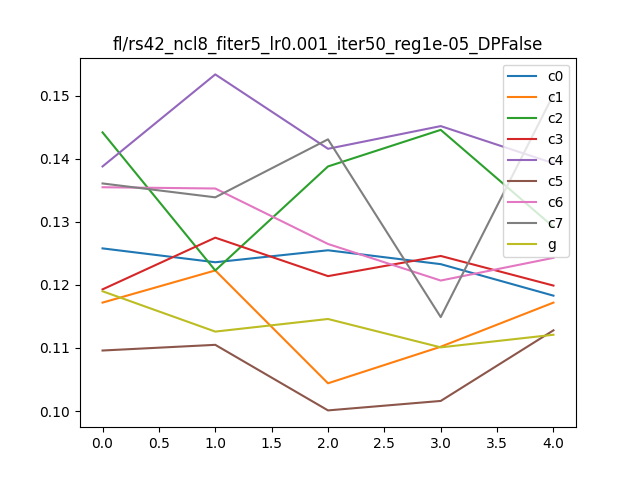 fl/rs42_ncl8_fiter5_lr0.001_iter50_reg1e-05_DPFalse
0.15
0.14
0.13
0.12
0.11
0.10
0.0 0.5 1.0 1.5 2.0 2.5 3.0 3.5 4.0
c0
c1
c2
c3
c4
c5
c6
c7
g